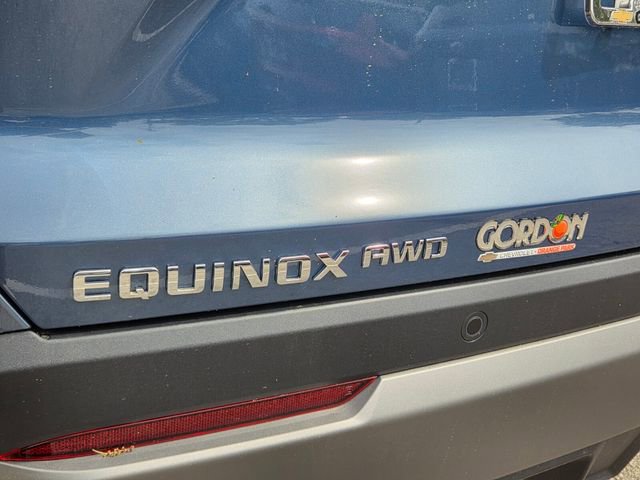 EQUINOX AWD
GORDON
CHEVROLET • ORANGE PARK